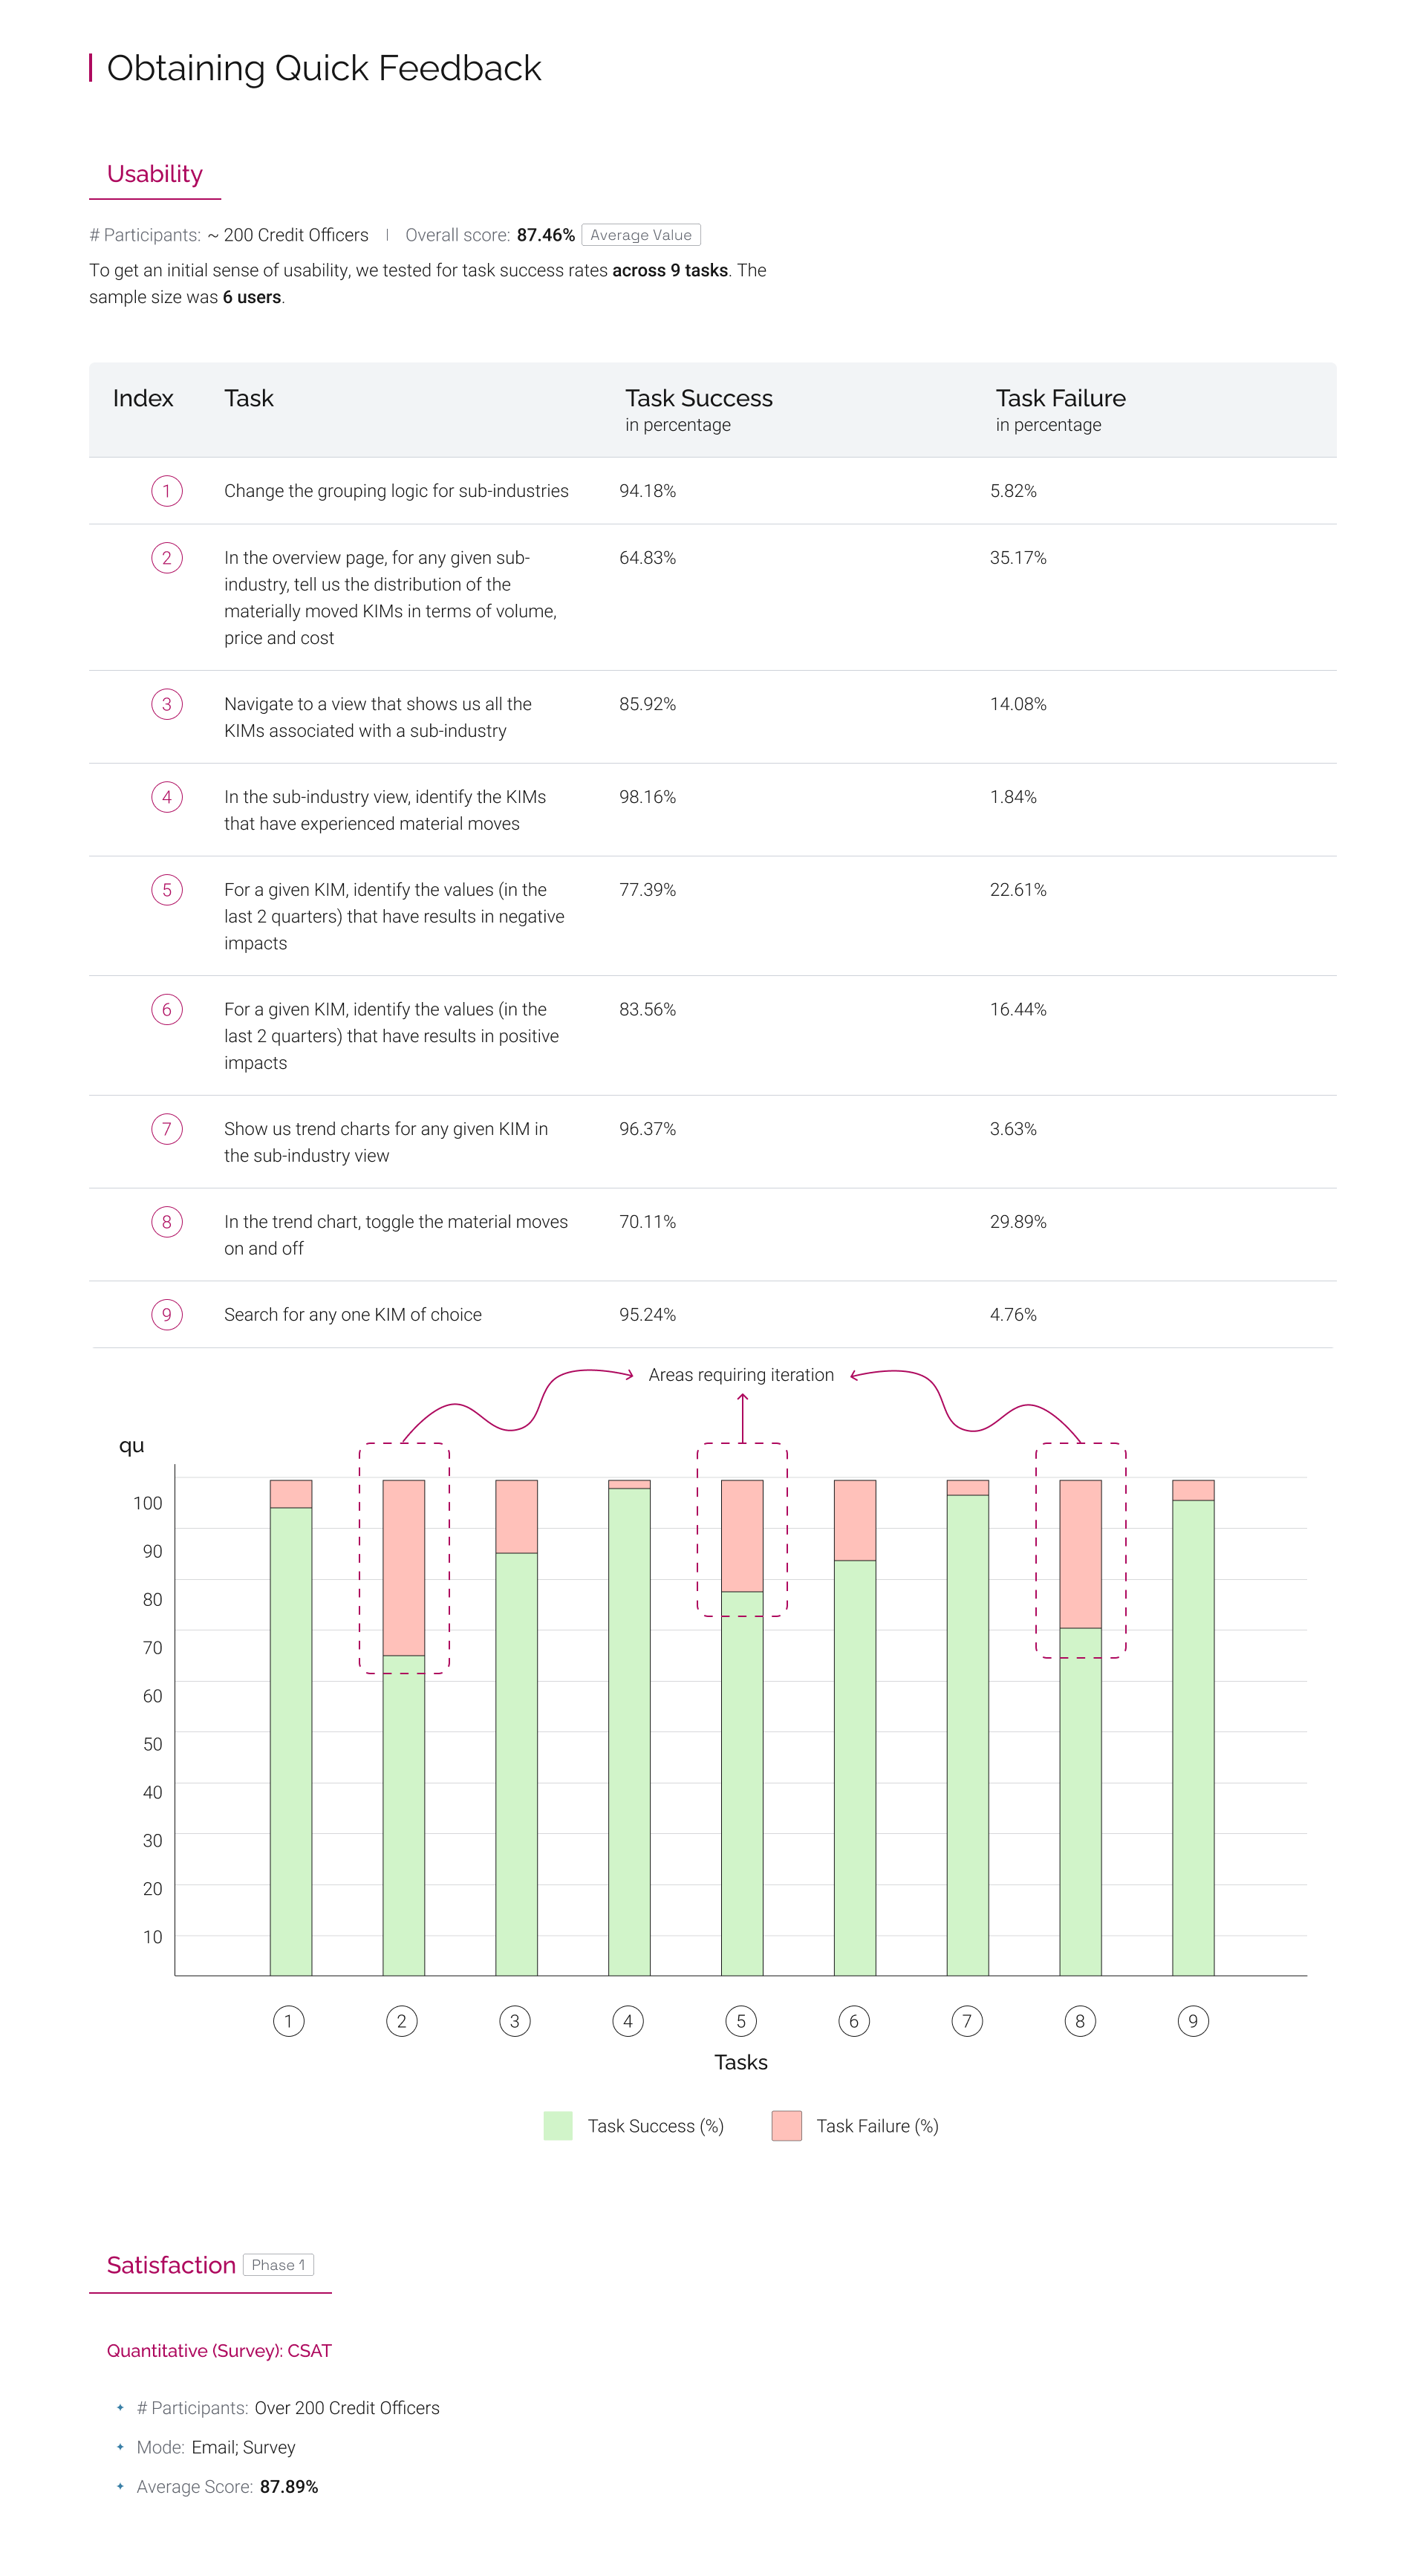 Obtaining Quick Feedback
Usability
# Participants: ~ 200 Credit Officers | Overall score: 87.46% Average Value
To get an initial sense of usability, we tested for task success rates across 9 tasks. The
sample size was 6 users.
Index Task Task Success Task Failure
in percentage in percentage
1 Change the grouping logic for sub-industries 94.18% 5.82%
2 In the overview page, for any given sub- 64.83% 35.17%
industry, tell us the distribution of the
materially moved KIMs in terms of volume,
price and cost
3 Navigate to a view that shows us all the 85.92% 14.08%
KIMs associated with a sub-industry
4 In the sub-industry view, identify the KIMs 98.16% 1.84%
that have experienced material moves
5 For a given KIM, identify the values (in the 77.39% 22.61%
last 2 quarters) that have results in negative
impacts
6 For a given KIM, identify the values (in the 83.56% 16.44%
last 2 quarters) that have results in positive
impacts
7 Show us trend charts for any given KIM in 96.37% 3.63%
the sub-industry view
8 In the trend chart, toggle the material moves 70.11% 29.89%
on and off
9 Search for any one KIM of choice 95.24% 4.76%
Areas requiring iteration
qu
100
90
80
70
60
50
40
30
20
10
1 2 3 4 5 6 7 8 9
Tasks
Task Success (%) Task Failure (%)
Satisfaction Phase 1
Quantitative (Survey): CSAT
# Participants: Over 200 Credit Officers
Mode: Email; Survey
Average Score: 87.89%